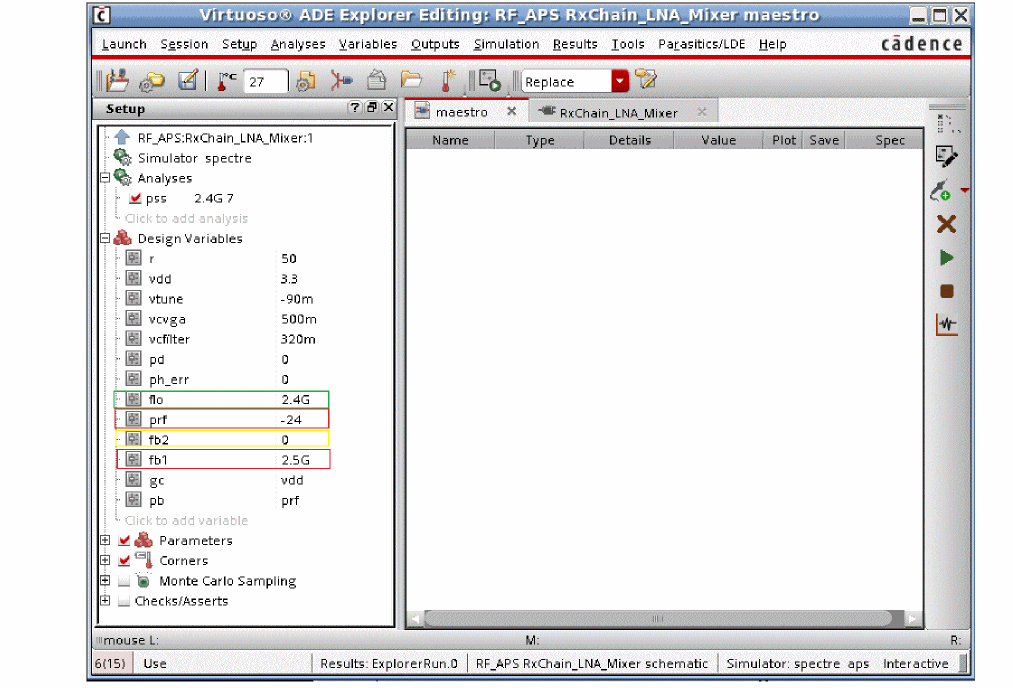 Virtuoso® ADE Explorer Editing: RF_APS RxChain_LNA_Mixer maestro
Launch Session Setup Analyses Variables Outputs Simulation Results Tools Parasitics/LDE Help cādence
°C 27 Replace
Setup
maestro RxChain_LNA_Mixer
Name Type Details Value Plot Save Spec
RF_APS:RxChain_LNA_Mixer:1
Simulator spectre
Analyses
pss 2.4G 7
Click to add analysis
Design Variables
r 50
vdd 3.3
vtune -90m
vcvga 500m
vcfilter 320m
pd 0
ph_err 0
flo 2.4G
prf -24
fb2 0
fb1 2.5G
gc vdd
pb prf
Click to add variable
Parameters
Corners
Monte Carlo Sampling
Checks/Asserts
mouse L: M: R:
6(15) Use Results: ExplorerRun.0 RF_APS RxChain_LNA_Mixer schematic Simulator: spectre aps Interactive